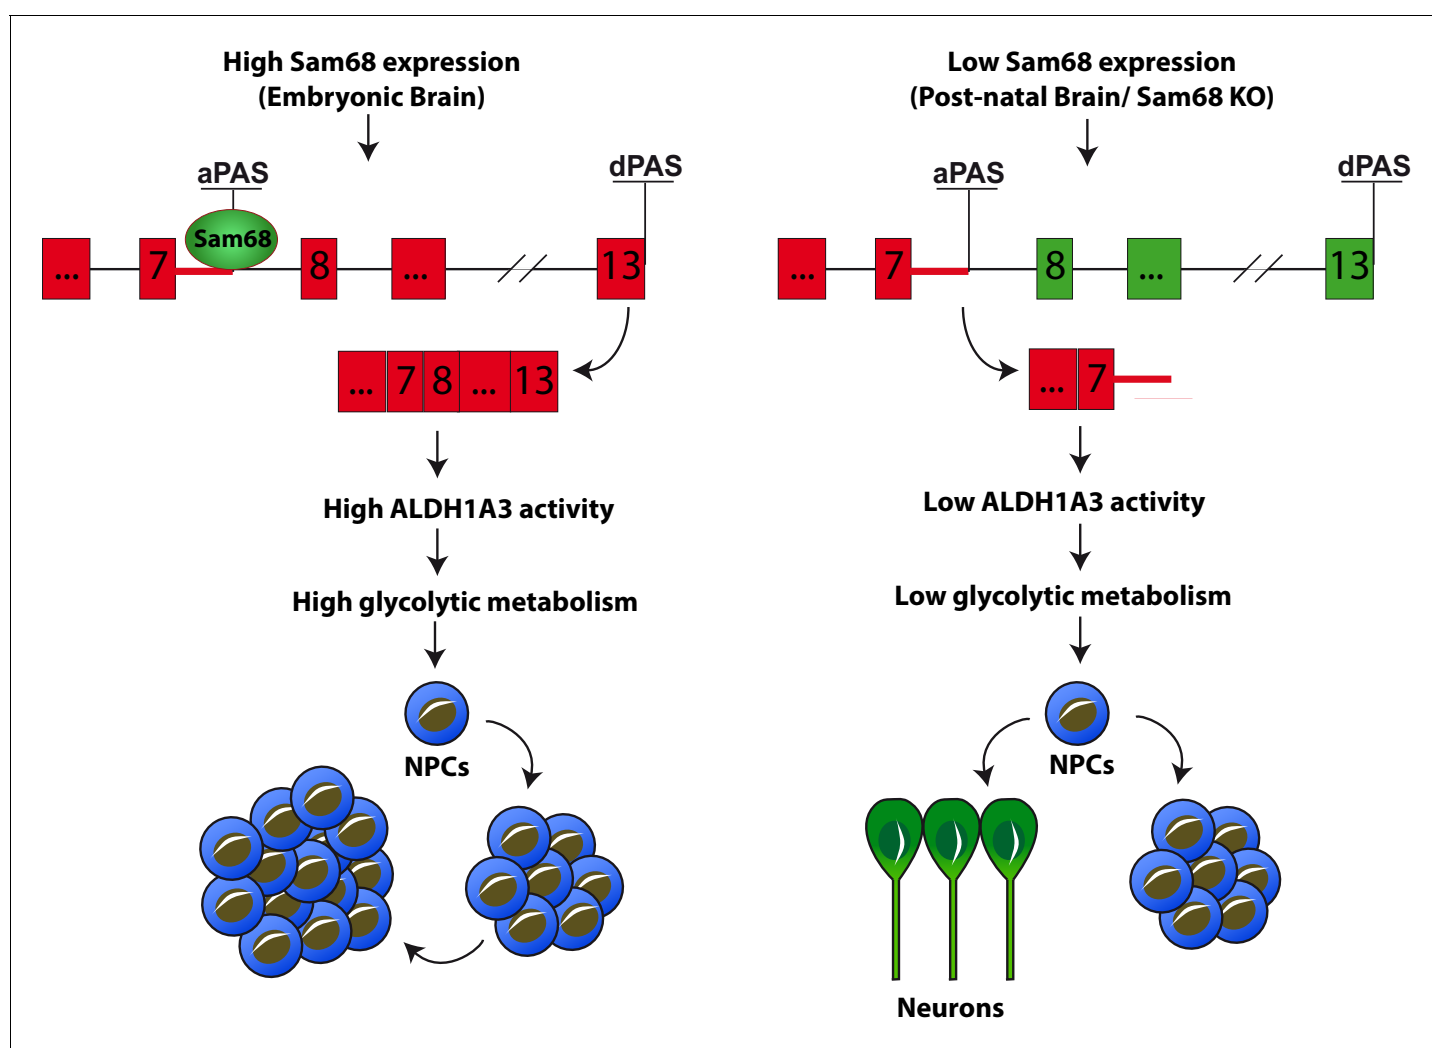 High Sam68 expression
(Embryonic Brain)
aPAS
dPAS
Sam68
... 7 8 ... 13
... 7 8 ... 13
High ALDH1A3 activity
High glycolytic metabolism
NPCs
Low Sam68 expression
(Post-natal Brain/ Sam68 KO)
aPAS
dPAS
... 7 8 ... 13
... 7
Low ALDH1A3 activity
Low glycolytic metabolism
NPCs
Neurons